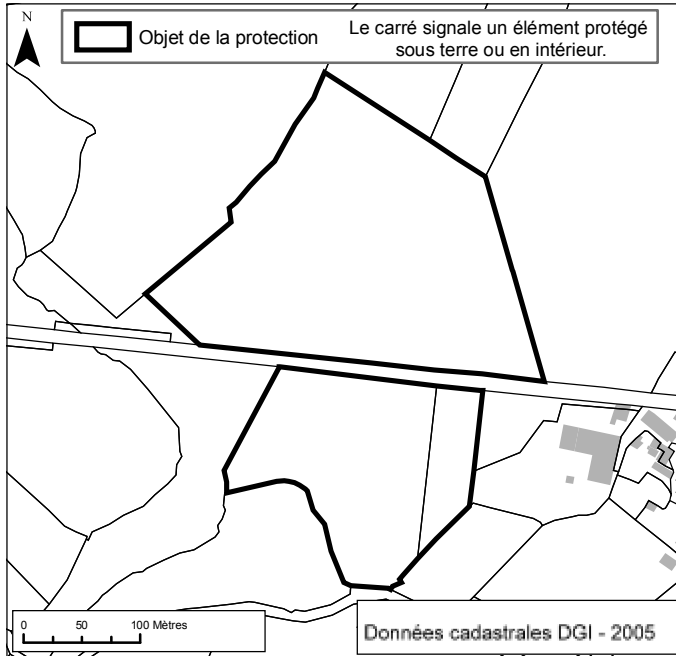 N
Objet de la protection
Le carré signale un élément protégé
sous terre ou en intérieur.
0 50 100 Mètres
Données cadastrales DGI - 2005